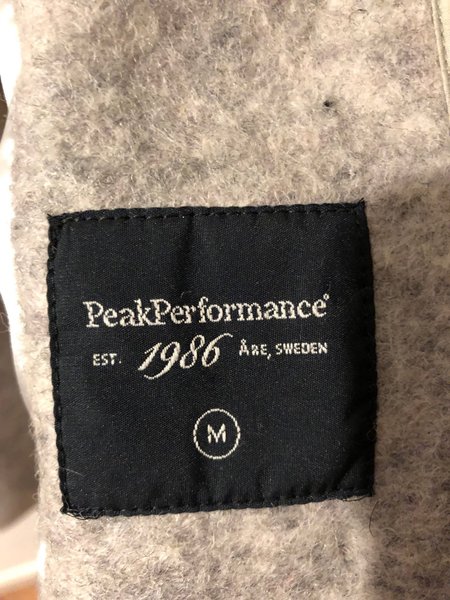 PeakPerformance®
EST. 1986 ÅRE, SWEDEN
M